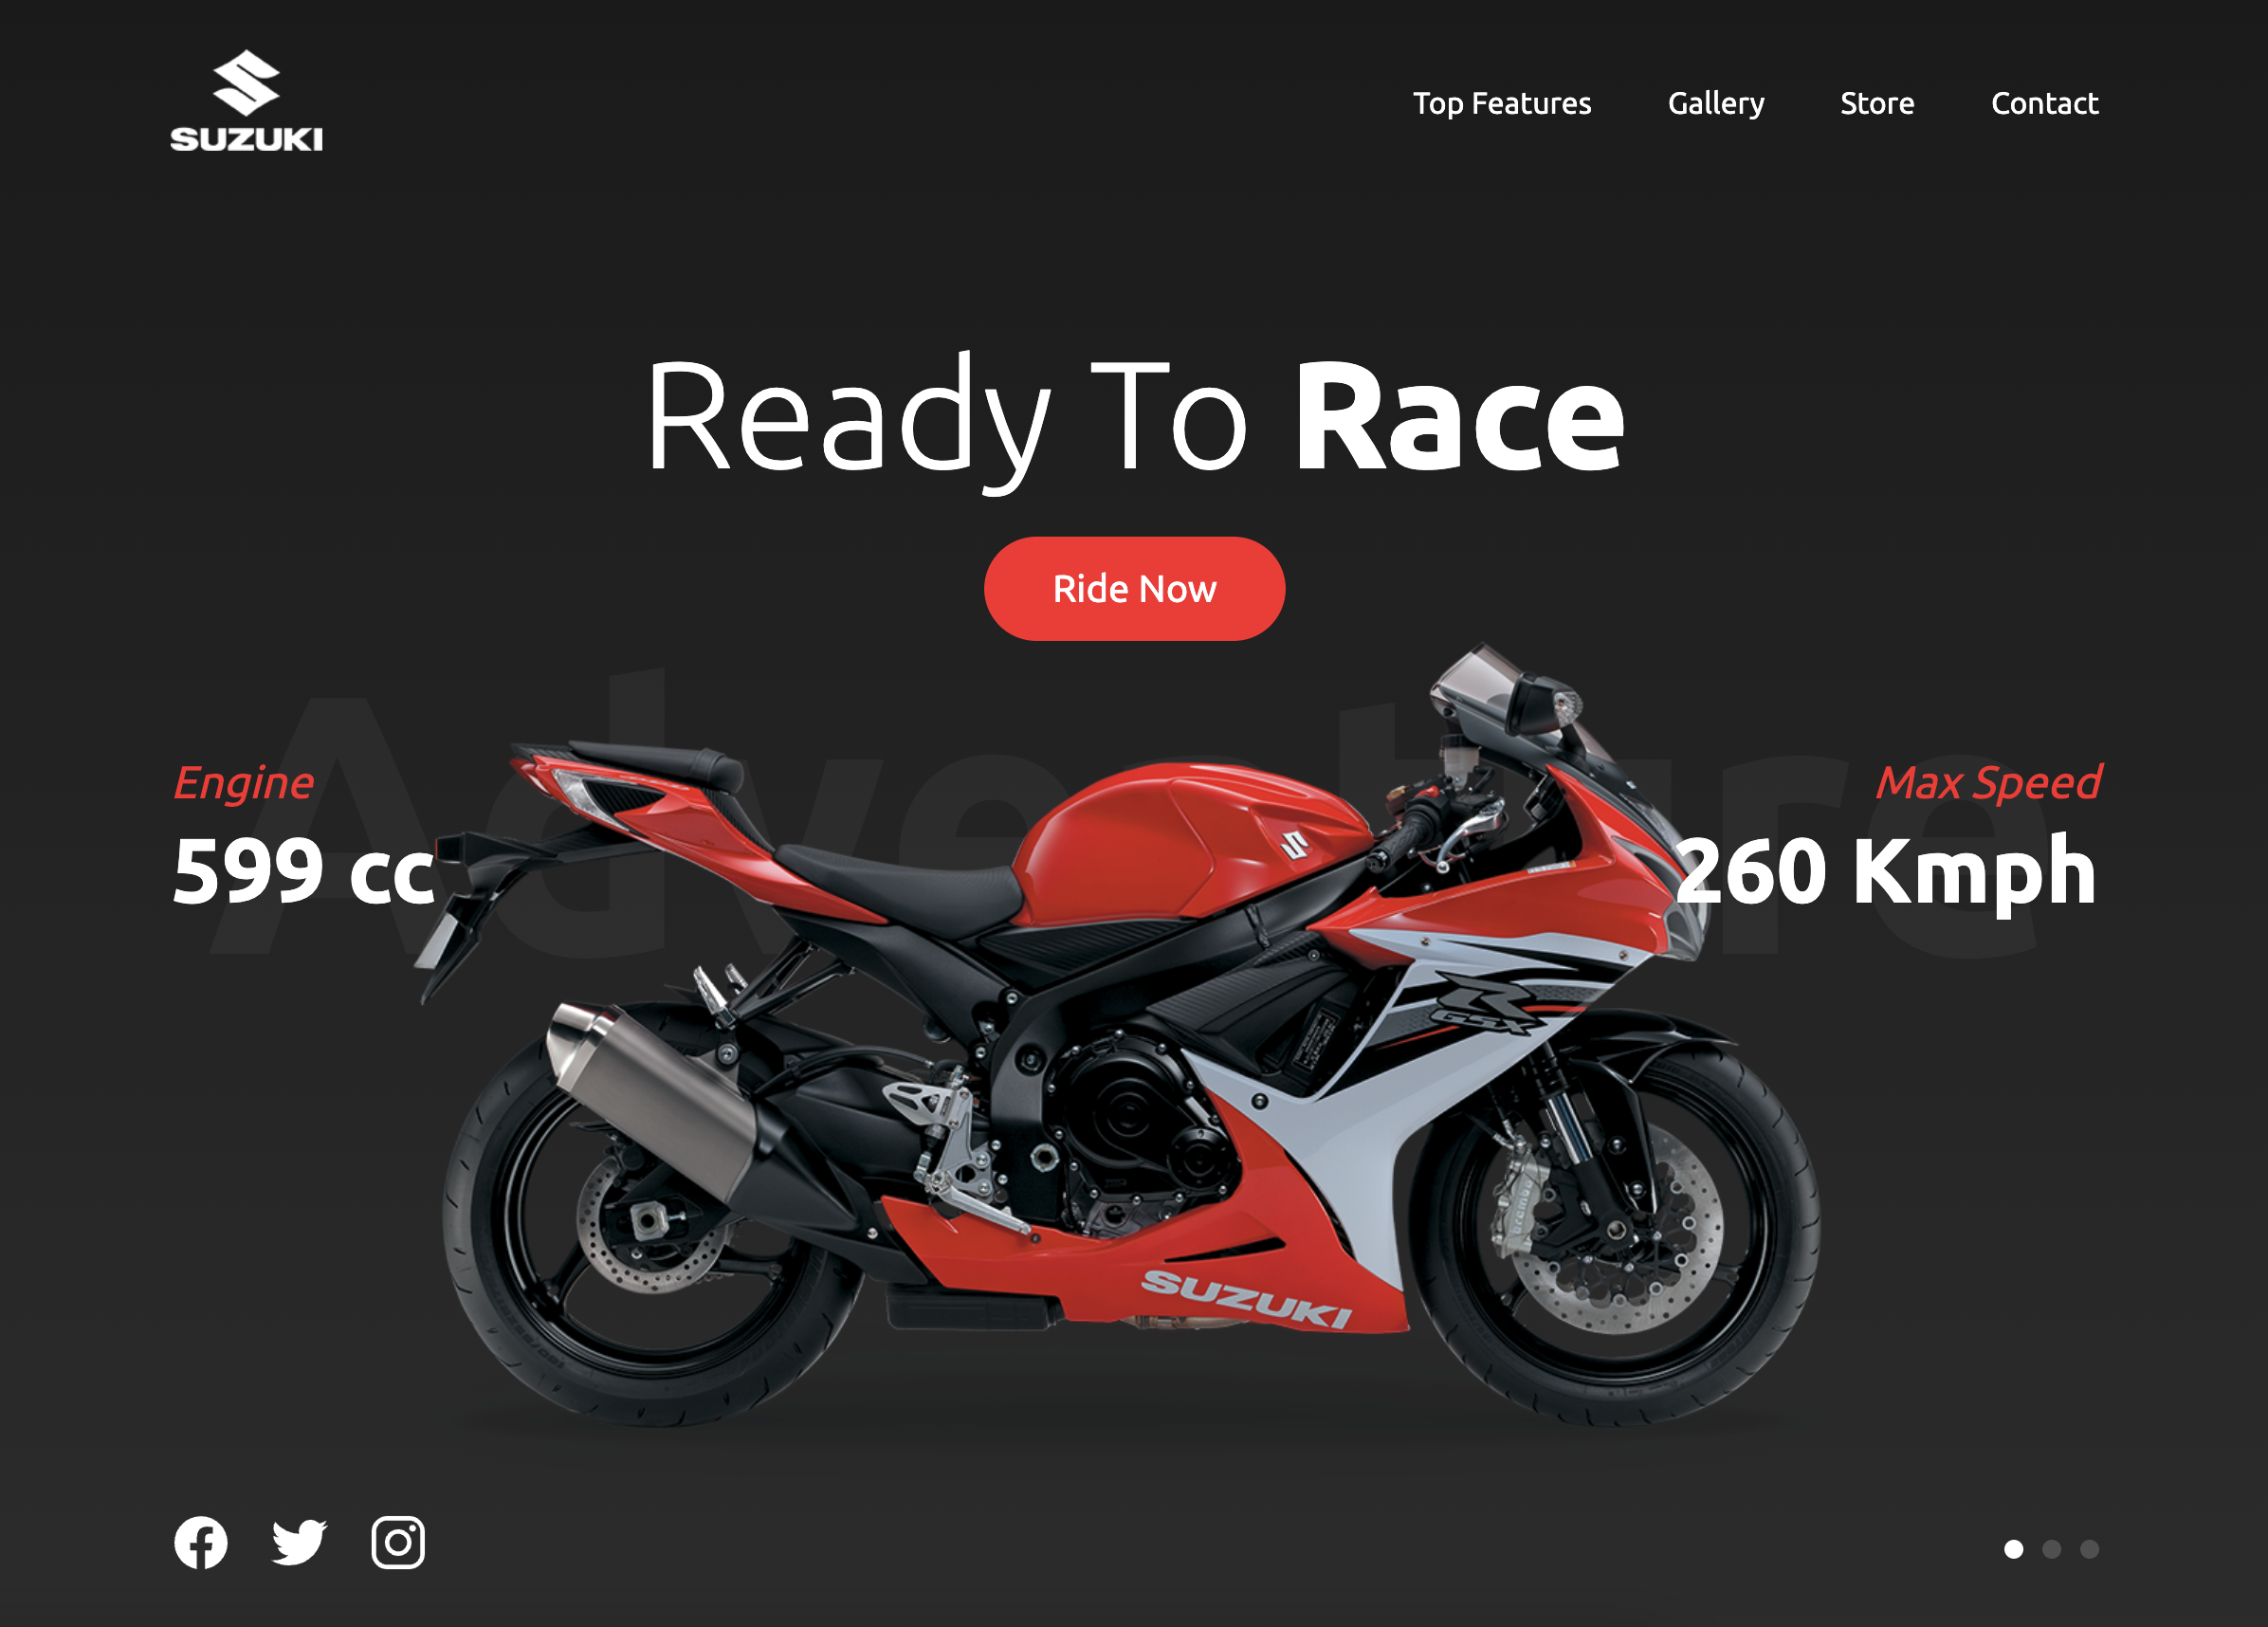 SUZUKI
Top Features Gallery Store Contact
Ready To Race
Ride Now
Adventure
Engine
599 cc
Max Speed
260 Kmph
R
GSX
brembo
SUZUKI